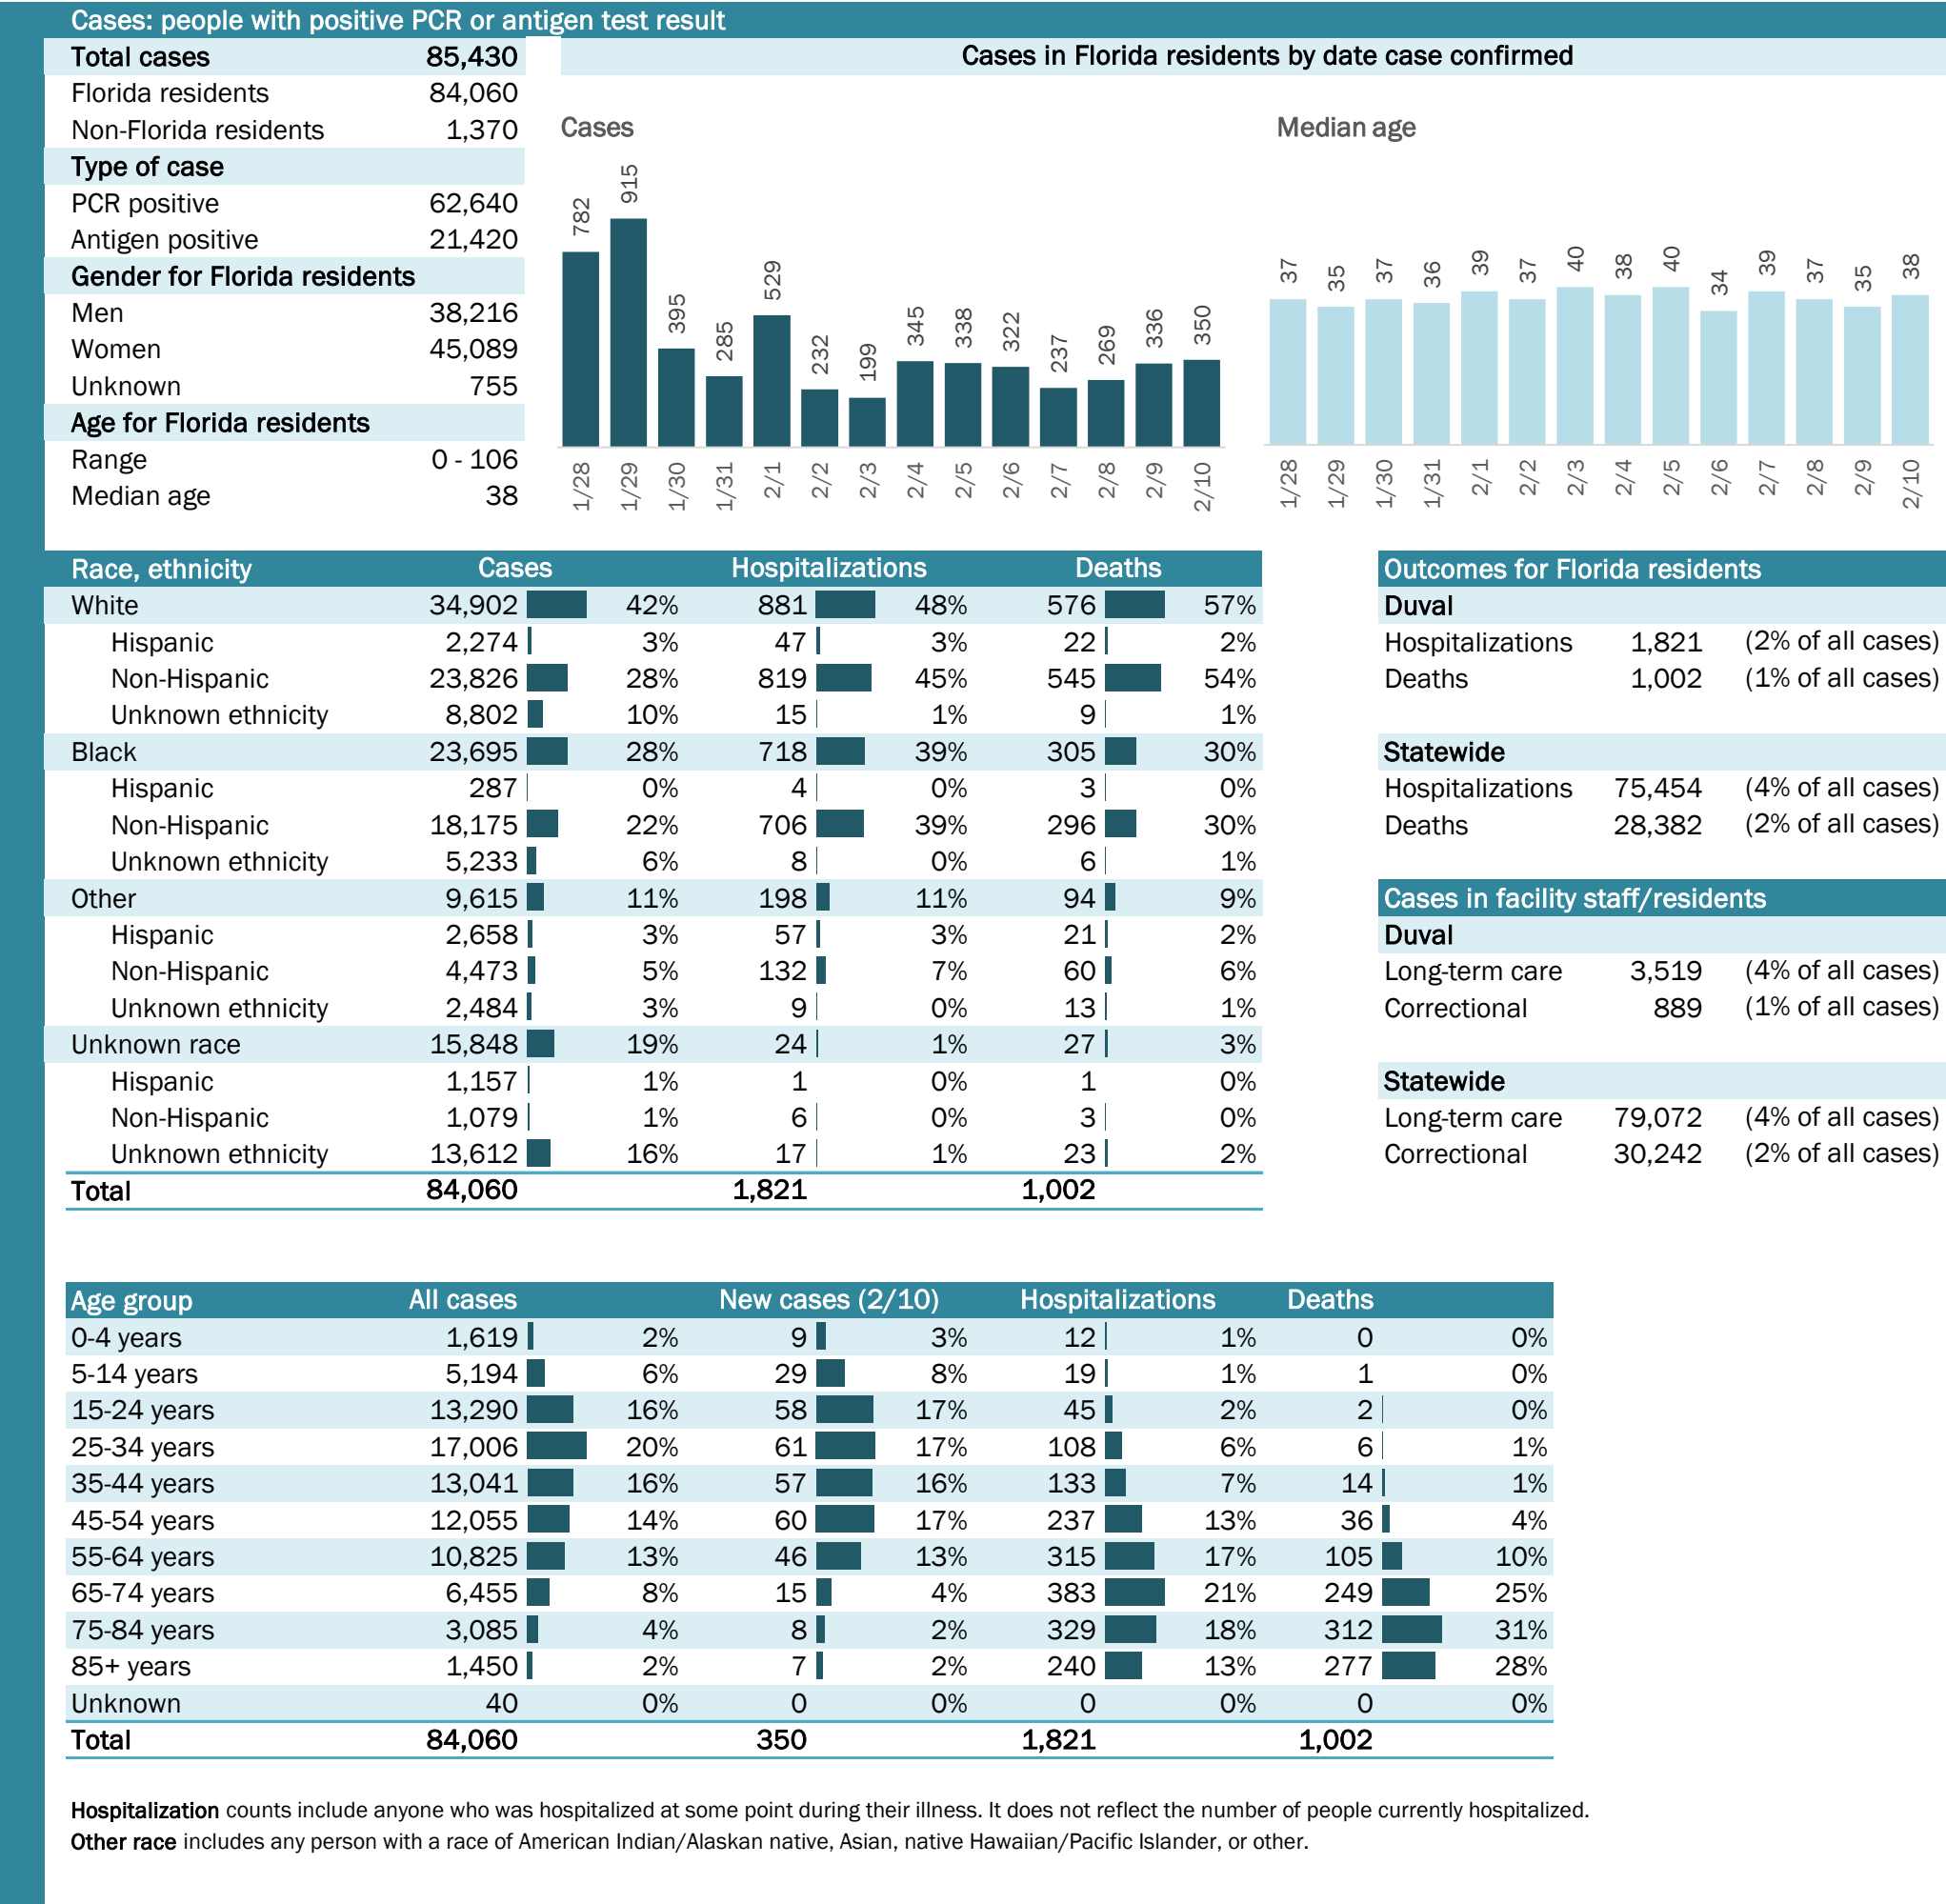 Cases: people with positive PCR or antigen test result
Total cases 85,430
Florida residents 84,060
Non-Florida residents 1,370
Type of case
PCR positive 62,640
Antigen positive 21,420
Gender for Florida residents
Men 38,216
Women 45,089
Unknown 755
Age for Florida residents
Range 0 - 106
Median age 38
Cases in Florida residents by date case confirmed
Cases
782 915 395 285 529 232 199 345 338 322 237 269 336 350
1/28 1/29 1/30 1/31 2/1 2/2 2/3 2/4 2/5 2/6 2/7 2/8 2/9 2/10
Median age
37 35 37 36 39 37 40 38 40 34 39 37 35 38
1/28 1/29 1/30 1/31 2/1 2/2 2/3 2/4 2/5 2/6 2/7 2/8 2/9 2/10
Race, ethnicity Cases Hospitalizations Deaths
White 34,902 42% 881 48% 576 57%
Hispanic 2,274 3% 47 3% 22 2%
Non-Hispanic 23,826 28% 819 45% 545 54%
Unknown ethnicity 8,802 10% 15 1% 9 1%
Black 23,695 28% 718 39% 305 30%
Hispanic 287 0% 4 0% 3 0%
Non-Hispanic 18,175 22% 706 39% 296 30%
Unknown ethnicity 5,233 6% 8 0% 6 1%
Other 9,615 11% 198 11% 94 9%
Hispanic 2,658 3% 57 3% 21 2%
Non-Hispanic 4,473 5% 132 7% 60 6%
Unknown ethnicity 2,484 3% 9 0% 13 1%
Unknown race 15,848 19% 24 1% 27 3%
Hispanic 1,157 1% 1 0% 1 0%
Non-Hispanic 1,079 1% 6 0% 3 0%
Unknown ethnicity 13,612 16% 17 1% 23 2%
Total 84,060 1,821 1,002
Outcomes for Florida residents
Duval
Hospitalizations 1,821 (2% of all cases)
Deaths 1,002 (1% of all cases)
Statewide
Hospitalizations 75,454 (4% of all cases)
Deaths 28,382 (2% of all cases)
Cases in facility staff/residents
Duval
Long-term care 3,519 (4% of all cases)
Correctional 889 (1% of all cases)
Statewide
Long-term care 79,072 (4% of all cases)
Correctional 30,242 (2% of all cases)
Age group All cases New cases (2/10) Hospitalizations Deaths
0-4 years 1,619 2% 9 3% 12 1% 0 0%
5-14 years 5,194 6% 29 8% 19 1% 1 0%
15-24 years 13,290 16% 58 17% 45 2% 2 0%
25-34 years 17,006 20% 61 17% 108 6% 6 1%
35-44 years 13,041 16% 57 16% 133 7% 14 1%
45-54 years 12,055 14% 60 17% 237 13% 36 4%
55-64 years 10,825 13% 46 13% 315 17% 105 10%
65-74 years 6,455 8% 15 4% 383 21% 249 25%
75-84 years 3,085 4% 8 2% 329 18% 312 31%
85+ years 1,450 2% 7 2% 240 13% 277 28%
Unknown 40 0% 0 0% 0 0% 0 0%
Total 84,060 350 1,821 1,002
Hospitalization counts include anyone who was hospitalized at some point during their illness. It does not reflect the number of people currently hospitalized.
Other race includes any person with a race of American Indian/Alaskan native, Asian, native Hawaiian/Pacific Islander, or other.